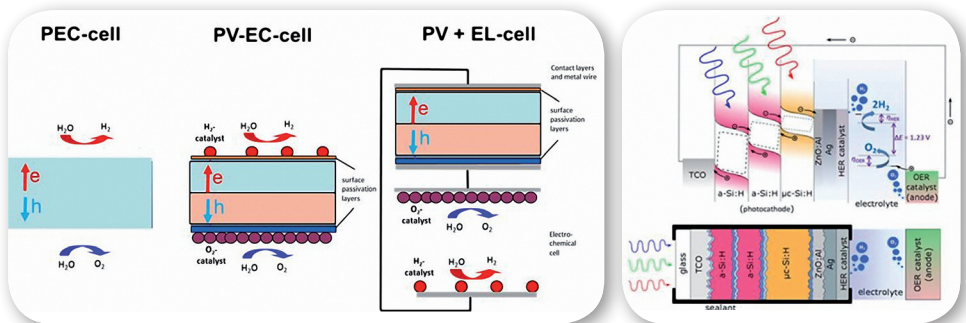 PEC-cell
H₂O H₂
e
h
H₂O O₂
PV-EC-cell
H₂-
catalyst
H₂O H₂
e
h
surface
passivation
layers
O₂-
catalyst
H₂O O₂
PV + EL-cell
Contact layers
and metal wire
e
h
surface
passivation
layers
O₂-
catalyst
H₂O O₂
Electro-
chemical
cell
H₂-
catalyst
H₂O H₂
TCO
a-Si:H
a-Si:H
µc-Si:H
(photocathode)
ZnO:Al
Ag
HER catalyst
2H₂
ηHER
ΔE = 1.23 V
O₂
ηOER
electrolyte
OER
catalyst
(anode)
glass
TCO
a-Si:H
a-Si:H
µc-Si:H
ZnO:Al
Ag
HER catalyst
electrolyte
OER catalyst
(anode)
sealant